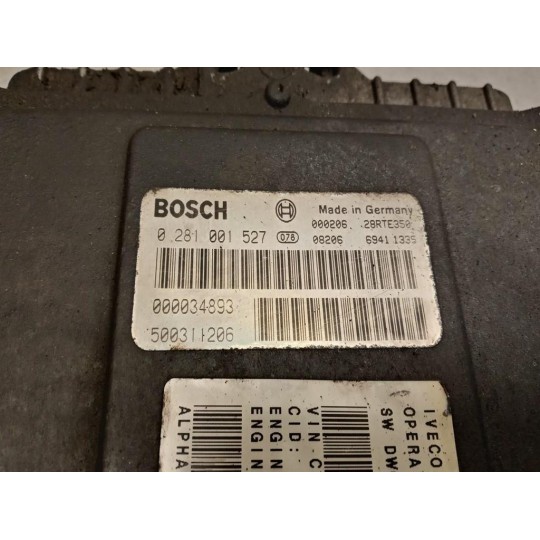 BOSCH Made in Germany
000206. 28RTE350
0 281 001 527 078 08206 6941 1335
000034893
500311206
IVECO
OPERA
SW DW
VIN C
CID:
ENGIN
ENGIN
ALPHA